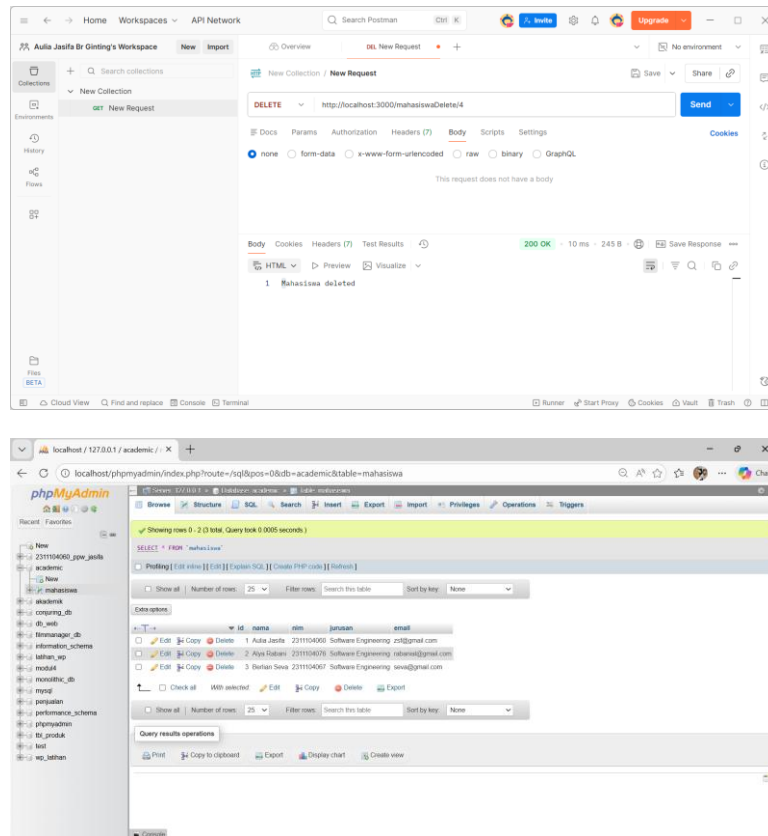 Home Workspaces API Network Search Postman Ctrl K Invite Upgrade
Aulia Jasifa Br Ginting's Workspace New Import Overview DEL New Request No environment
Collections Search collections New Collection / New Request Save Share
New Collection
GET New Request DELETE http://localhost:3000/mahasiswaDelete/4 Send
Environments
History Docs Params Authorization Headers (7) Body Scripts Settings Cookies
none form-data x-www-form-urlencoded raw binary GraphQL
Flows This request does not have a body
Body Cookies Headers (7) Test Results 200 OK 10 ms 245 B Save Response
HTML Preview Visualize
1 Mahasiswa deleted
Files
BETA
Cloud View Find and replace Console Terminal Runner Start Proxy Cookies Vault Trash
localhost / 127.0.0.1 / academic /
localhost/phpmyadmin/index.php?route=/sql&pos=0&db=academic&table=mahasiswa
phpMyAdmin Server: 127.0.0.1 » Database: academic » Table: mahasiswa
Browse Structure SQL Search Insert Export Import Privileges Operations Triggers
Recent Favorites
Showing rows 0 - 2 (3 total, Query took 0.0005 seconds.)
SELECT * FROM `mahasiswa`
Profiling [ Edit inline ] [ Edit ] [ Explain SQL ] [ Create PHP code ] [ Refresh ]
Show all Number of rows: 25 Filter rows: Search this table Sort by key: None
Extra options
id nama nim jurusan email
Edit Copy Delete 1 Aulia Jasifa 2311104060 Software Engineering zsf@gmail.com
Edit Copy Delete 2 Alya Rabani 2311104076 Software Engineering rabanial@gmail.com
Edit Copy Delete 3 Berlian Seva 2311104067 Software Engineering seva@gmail.com
Check all With selected: Edit Copy Delete Export
Show all Number of rows: 25 Filter rows: Search this table Sort by key: None
Query results operations
Print Copy to clipboard Export Display chart Create view
Console
New
2311104060_ppw_jasifa
academic
New
mahasiswa
akademik
conjuring_db
db_web
filmmanager_db
information_schema
latihan_wp
modul4
monolithic_db
mysql
penjualan
performance_schema
phpmyadmin
tbl_produk
test
wp_latihan